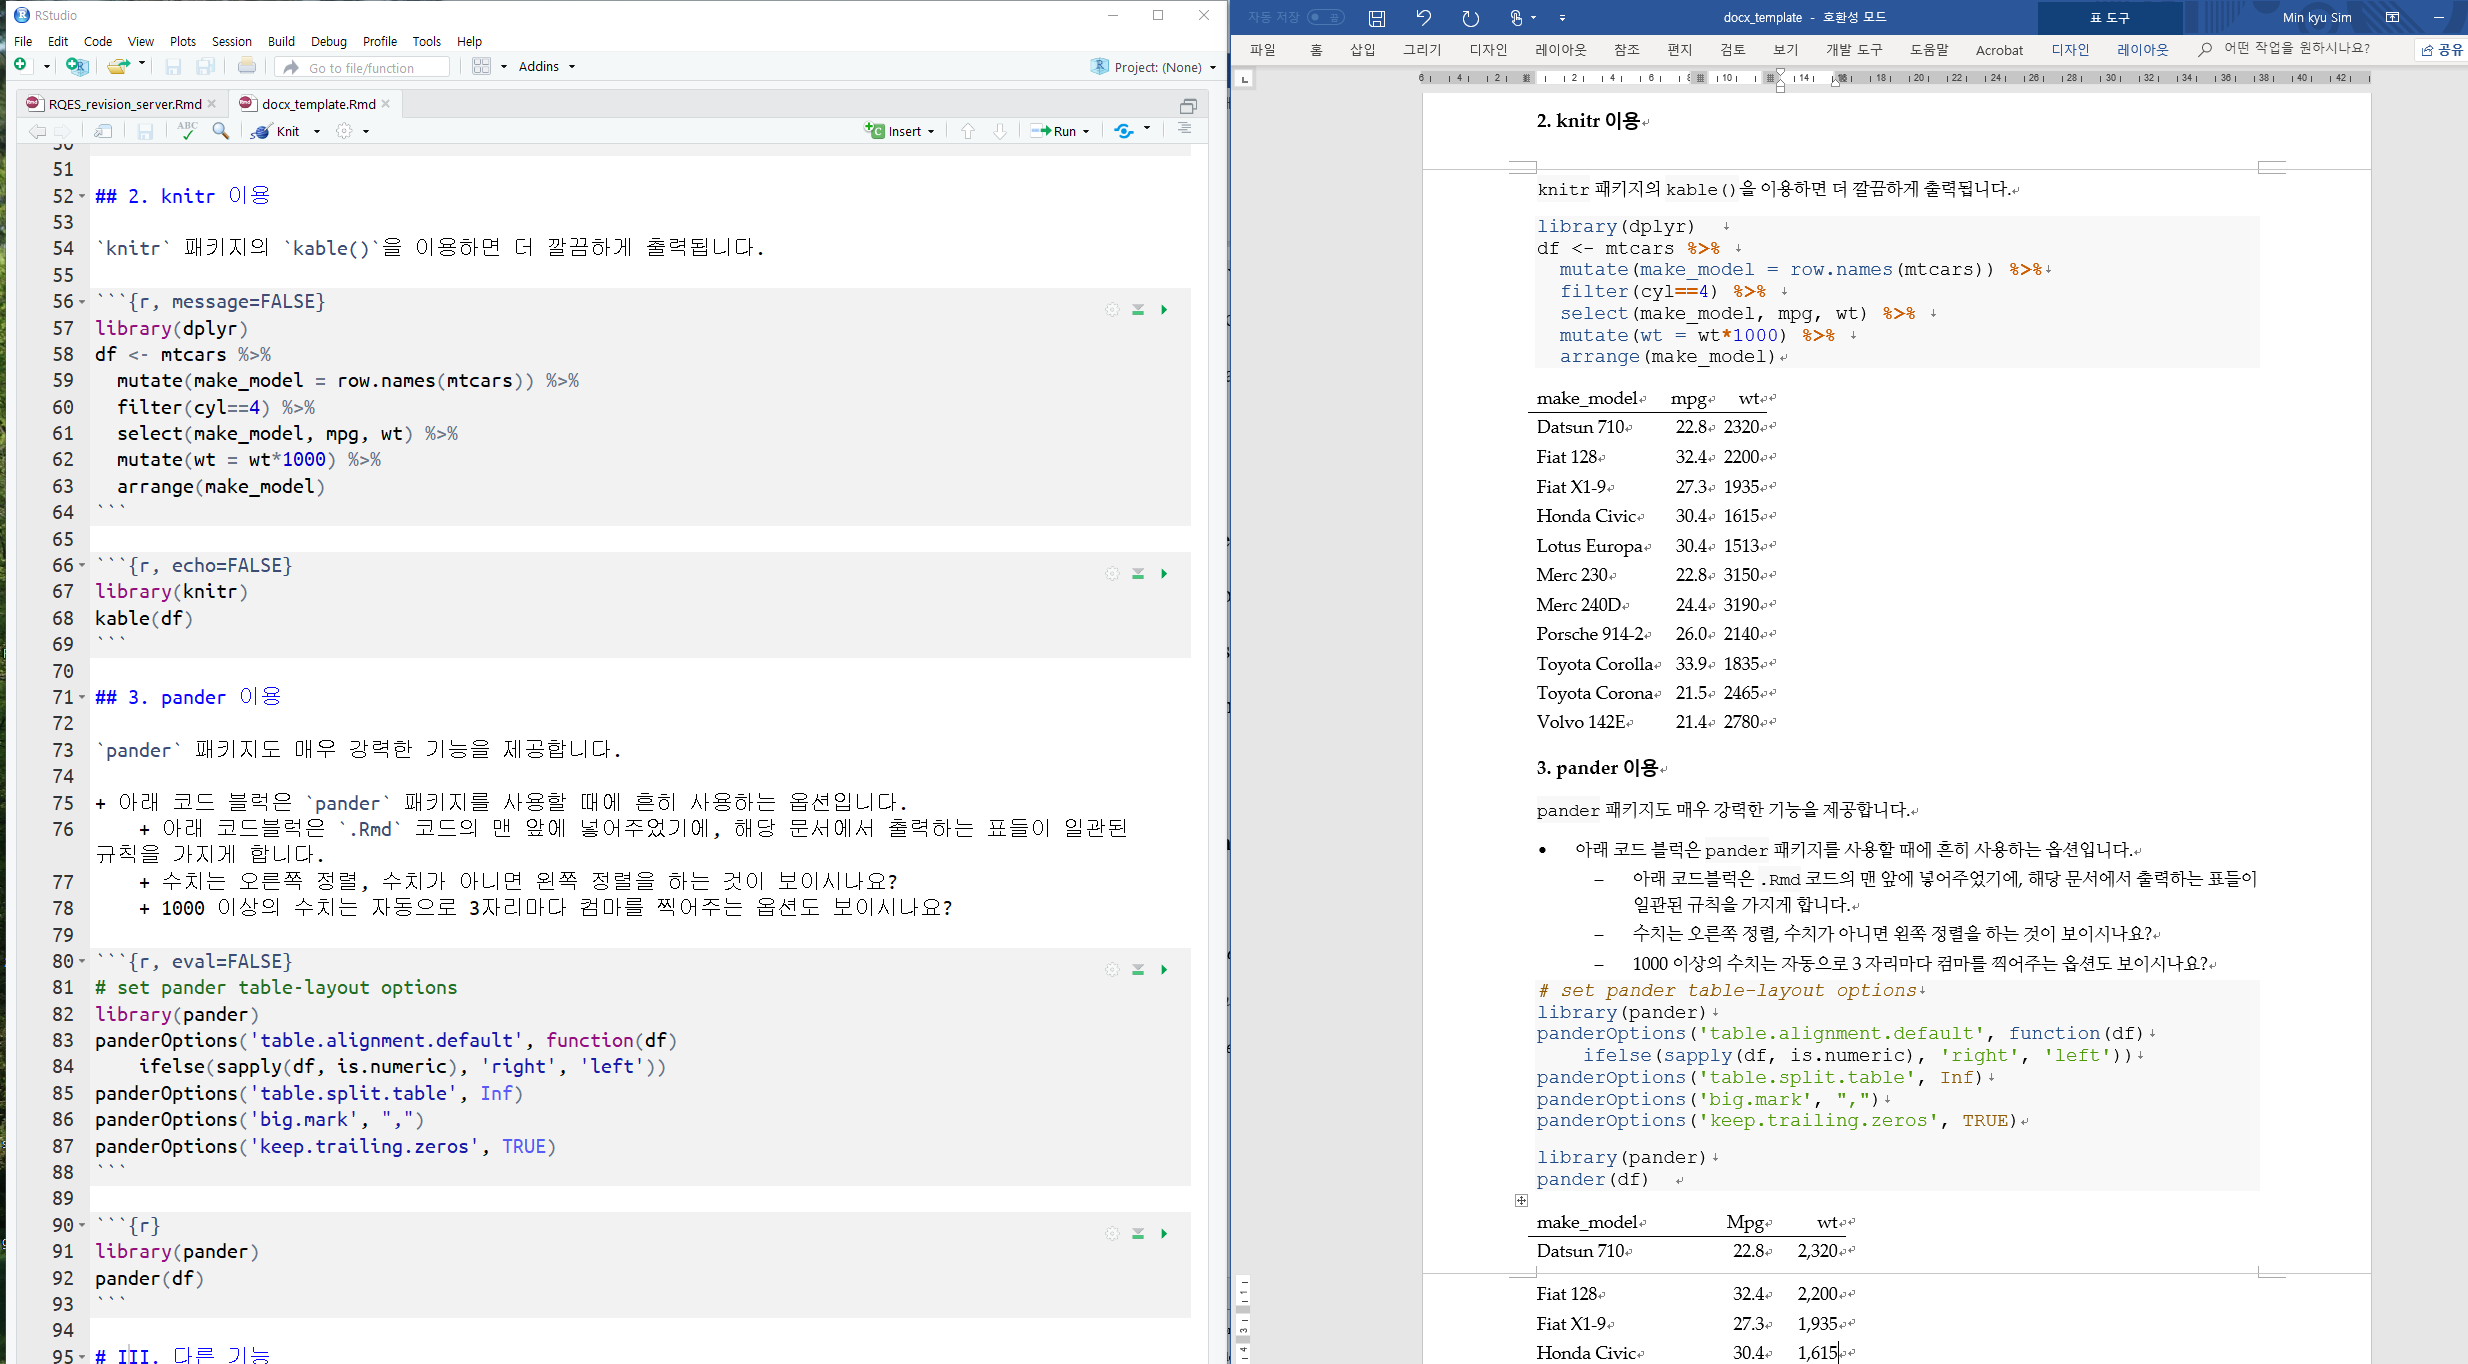 RStudio
File Edit Code View Plots Session Build Debug Profile Tools Help
Go to file/function Addins Project: (None)
RQES_revision_server.Rmd docx_template.Rmd
ABC Knit Insert Run
50
51
52 ## 2. knitr 이용
53
54 `knitr` 패키지의 `kable()`을 이용하면 더 깔끔하게 출력됩니다.
55
56 ```{r, message=FALSE}
57 library(dplyr)
58 df <- mtcars %>%
59 mutate(make_model = row.names(mtcars)) %>%
60 filter(cyl==4) %>%
61 select(make_model, mpg, wt) %>%
62 mutate(wt = wt*1000) %>%
63 arrange(make_model)
64 ```
65
66 ```{r, echo=FALSE}
67 library(knitr)
68 kable(df)
69 ```
70
71 ## 3. pander 이용
72
73 `pander` 패키지도 매우 강력한 기능을 제공합니다.
74
75 + 아래 코드 블럭은 `pander` 패키지를 사용할 때에 흔히 사용하는 옵션입니다.
76 + 아래 코드블럭은 `.Rmd` 코드의 맨 앞에 넣어주었기에, 해당 문서에서 출력하는 표들이 일관된
규칙을 가지게 합니다.
77 + 수치는 오른쪽 정렬, 수치가 아니면 왼쪽 정렬을 하는 것이 보이시나요?
78 + 1000 이상의 수치는 자동으로 3자리마다 컴마를 찍어주는 옵션도 보이시나요?
79
80 ```{r, eval=FALSE}
81 # set pander table-layout options
82 library(pander)
83 panderOptions('table.alignment.default', function(df)
84 ifelse(sapply(df, is.numeric), 'right', 'left'))
85 panderOptions('table.split.table', Inf)
86 panderOptions('big.mark', ",")
87 panderOptions('keep.trailing.zeros', TRUE)
88 ```
89
90 ```{r}
91 library(pander)
92 pander(df)
93 ```
94
95 # III. 다른 기능
자동 저장 docx_template - 호환성 모드 표 도구 Min kyu Sim
파일 홈 삽입 그리기 디자인 레이아웃 참조 편지 검토 보기 개발 도구 도움말 Acrobat 디자인 레이아웃 어떤 작업을 원하시나요? 공유
6 4 2 2 4 6 8 10 14 16 18 20 22 24 26 28 30 32 34 36 38 40 42
2. knitr 이용
knitr 패키지의 kable()을 이용하면 더 깔끔하게 출력됩니다.
library(dplyr)
df <- mtcars %>%
mutate(make_model = row.names(mtcars)) %>%
filter(cyl==4) %>%
select(make_model, mpg, wt) %>%
mutate(wt = wt*1000) %>%
arrange(make_model)
make_model mpg wt
Datsun 710 22.8 2320
Fiat 128 32.4 2200
Fiat X1-9 27.3 1935
Honda Civic 30.4 1615
Lotus Europa 30.4 1513
Merc 230 22.8 3150
Merc 240D 24.4 3190
Porsche 914-2 26.0 2140
Toyota Corolla 33.9 1835
Toyota Corona 21.5 2465
Volvo 142E 21.4 2780
3. pander 이용
pander 패키지도 매우 강력한 기능을 제공합니다.
• 아래 코드 블럭은 pander 패키지를 사용할 때에 흔히 사용하는 옵션입니다.
– 아래 코드블럭은 .Rmd 코드의 맨 앞에 넣어주었기에, 해당 문서에서 출력하는 표들이
일관된 규칙을 가지게 합니다.
– 수치는 오른쪽 정렬, 수치가 아니면 왼쪽 정렬을 하는 것이 보이시나요?
– 1000 이상의 수치는 자동으로 3 자리마다 컴마를 찍어주는 옵션도 보이시나요?
# set pander table-layout options
library(pander)
panderOptions('table.alignment.default', function(df)
ifelse(sapply(df, is.numeric), 'right', 'left'))
panderOptions('table.split.table', Inf)
panderOptions('big.mark', ",")
panderOptions('keep.trailing.zeros', TRUE)
library(pander)
pander(df)
make_model Mpg wt
Datsun 710 22.8 2,320
Fiat 128 32.4 2,200
Fiat X1-9 27.3 1,935
Honda Civic 30.4 1,615